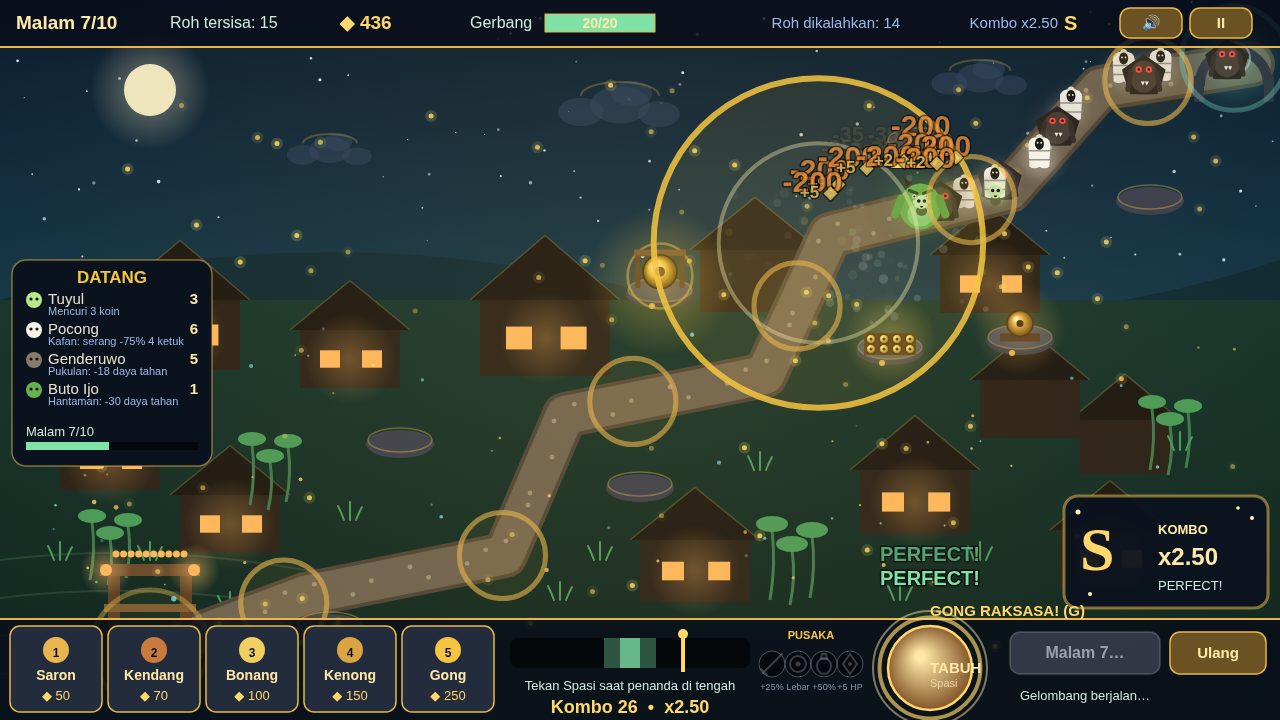 Malam 7/10
Roh tersisa: 15
◆ 436
Gerbang 20/20
Roh dikalahkan: 14
Kombo x2.50 S
-200
-200
+5
+5
+2
+2
DATANG
Tuyul 3
Mencuri 3 koin
Pocong 6
Kafan: serang -75% 4 ketuk
Genderuwo 5
Pukulan: -18 daya tahan
Buto Ijo 1
Hantaman: -30 daya tahan
Malam 7/10
PERFECT!
PERFECT!
S
KOMBO
x2.50
PERFECT!
GONG RAKSASA! (G)
1
Saron
◆ 50
2
Kendang
◆ 70
3
Bonang
◆ 100
4
Kenong
◆ 150
5
Gong
◆ 250
Tekan Spasi saat penanda di tengah
Kombo 26 • x2.50
PUSAKA
+25% Lebar +50% +5 HP
TABUH
Spasi
Malam 7…
Ulang
Gelombang berjalan…